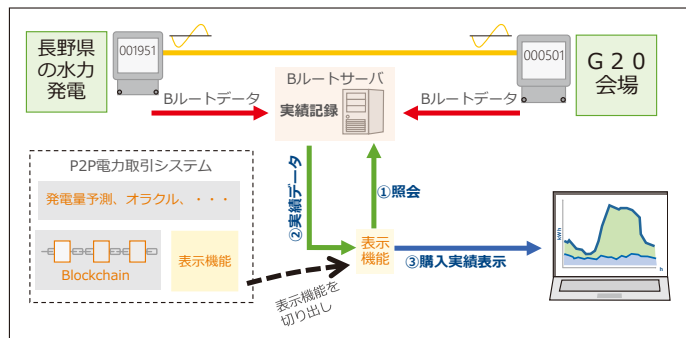 長野県
の水力
発電
001951
000501
G20
会場
Bルートサーバ
実績記録
Bルートデータ
Bルートデータ
P2P電力取引システム
発電量予測、オラクル、・・・
Blockchain
表示機能
②実績データ
①照会
表示
機能
③購入実績表示
表示機能を
切り出し
kWh
h